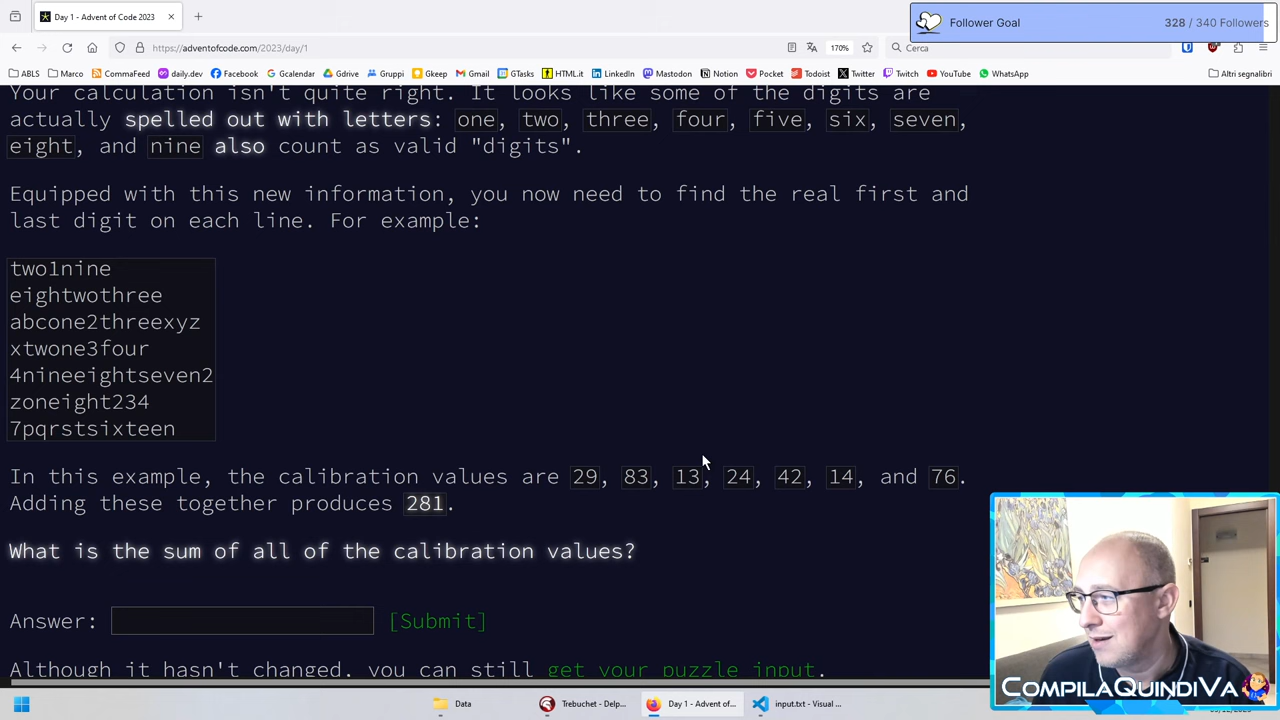 Day 1 - Advent of Code 2023
Follower Goal
328 / 340 Followers
https://adventofcode.com/2023/day/1
170%
Cerca
ABLS
Marco
CommaFeed
daily.dev
Facebook
Gcalendar
Gdrive
Gruppi
Gkeep
Gmail
GTasks
HTML.it
LinkedIn
Mastodon
Notion
Pocket
Todoist
Twitter
Twitch
YouTube
WhatsApp
Altri segnalibri
Your calculation isn't quite right. It looks like some of the digits are
actually spelled out with letters: one, two, three, four, five, six, seven,
eight, and nine also count as valid "digits".
Equipped with this new information, you now need to find the real first and
last digit on each line. For example:
two1nine
eightwothree
abcone2threexyz
xtwone3four
4nineeightseven2
zoneight234
7pqrstsixteen
In this example, the calibration values are 29, 83, 13, 24, 42, 14, and 76.
Adding these together produces 281.
What is the sum of all of the calibration values?
Answer:
[Submit]
Although it hasn't changed, you can still get your puzzle input.
COMPILAQUINDIVA
Data
Trebuchet - Delp...
Day 1 - Advent of...
input.txt - Visual ...